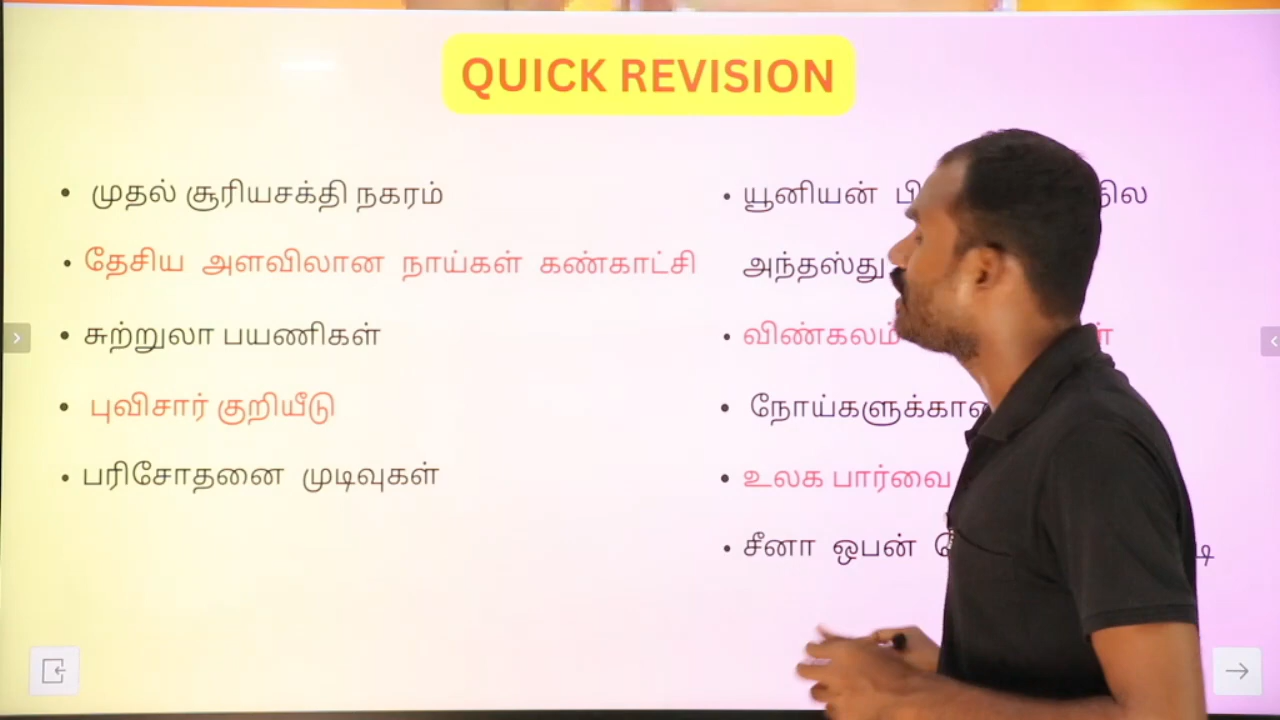 QUICK REVISION
• முதல் சூரியசக்தி நகரம்
• தேசிய அளவிலான நாய்கள் கண்காட்சி
• சுற்றுலா பயணிகள்
• புவிசார் குறியீடு
• பரிசோதனை முடிவுகள்
• யூனியன்
அந்தஸ்து
• விண்கலம்
• நோய்களுக்கான
• உலக பார்வை
• சீனா ஒபன்